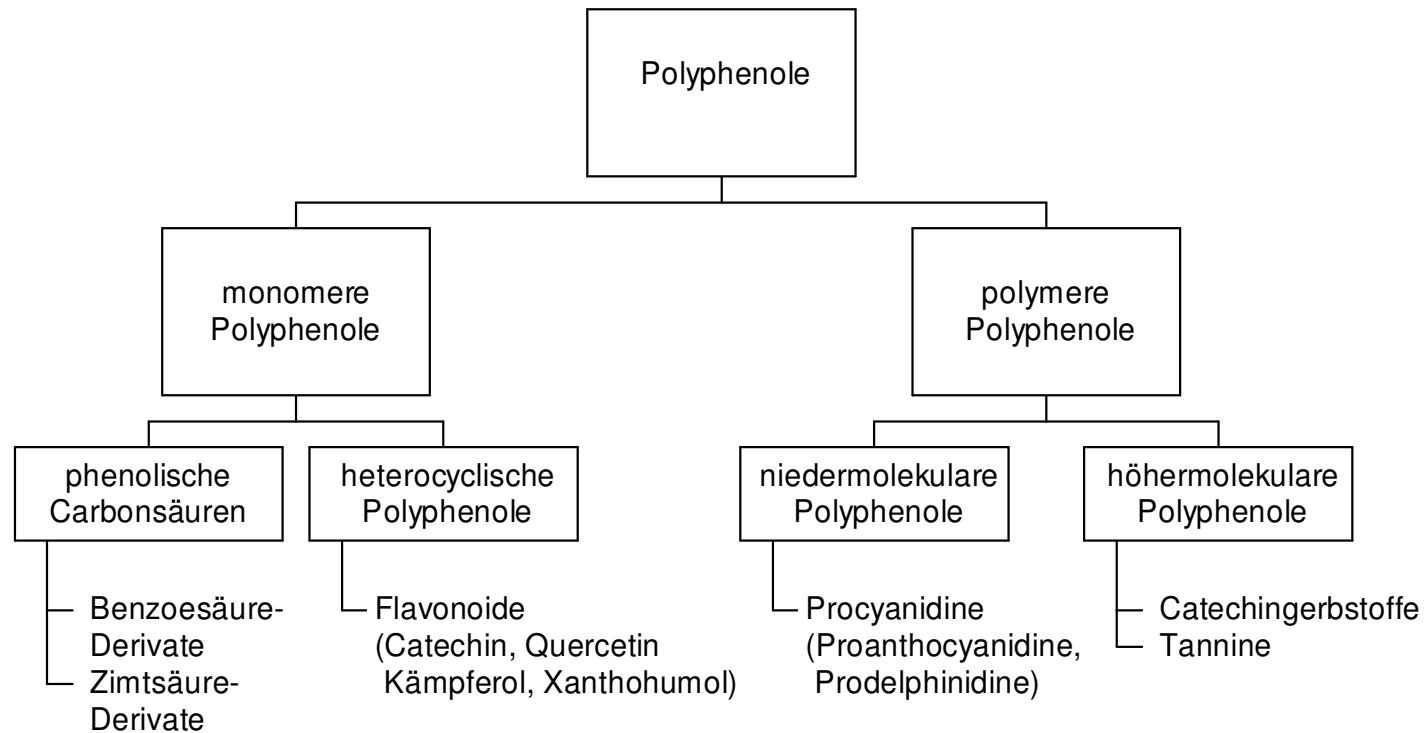 Polyphenole
monomere
Polyphenole
polymere
Polyphenole
phenolische
Carbonsäuren
heterocyclische
Polyphenole
niedermolekulare
Polyphenole
höhermolekulare
Polyphenole
Benzoesäure-
Derivate
Zimtsäure-
Derivate
Flavonoide
(Catechin, Quercetin
Kämpferol, Xanthohumol)
Procyanidine
(Proanthocyanidine,
Prodelphinidine)
Catechingerbstoffe
Tannine